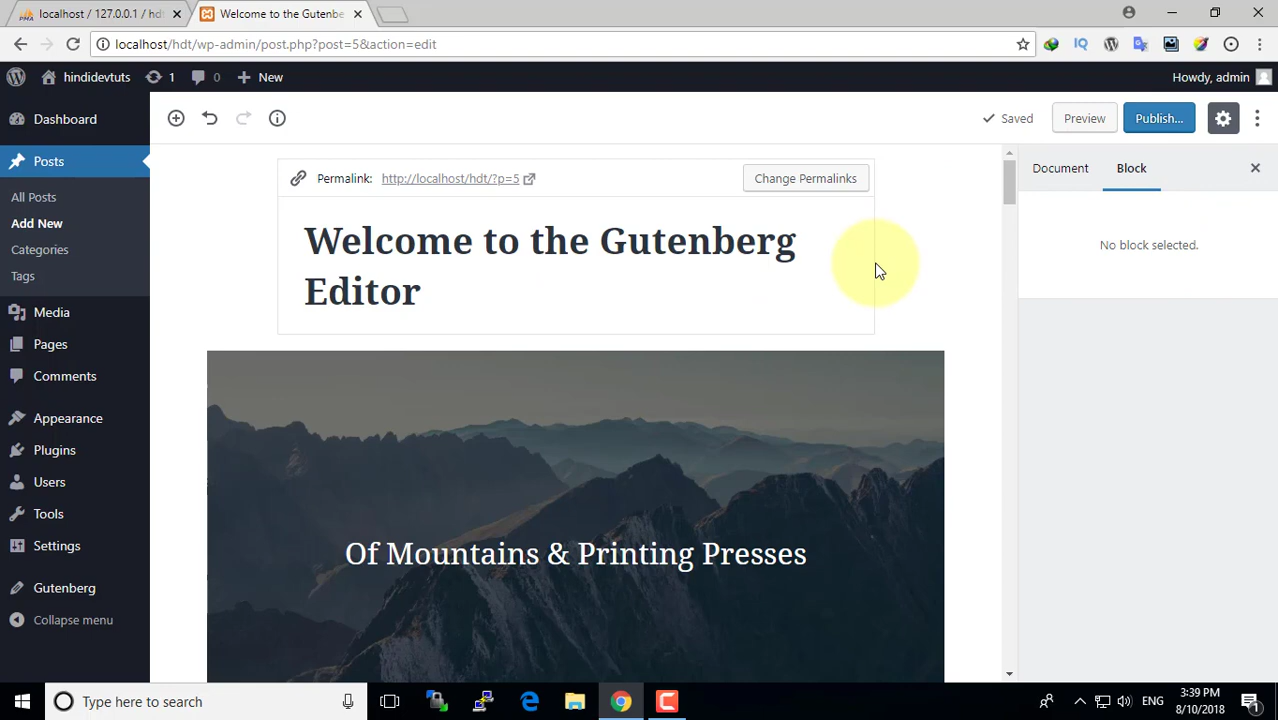 localhost / 127.0.0.1 / hdt
Welcome to the Gutenbe
localhost/hdt/wp-admin/post.php?post=5&action=edit
hindidevtuts
1
0
New
Howdy, admin
Dashboard
Posts
All Posts
Add New
Categories
Tags
Media
Pages
Comments
Appearance
Plugins
Users
Tools
Settings
Gutenberg
Collapse menu
Saved
Preview
Publish...
Permalink: http://localhost/hdt/?p=5
Change Permalinks
Welcome to the Gutenberg
Editor
Of Mountains & Printing Presses
Document
Block
No block selected.
Type here to search
ENG
3:39 PM
8/10/2018
1